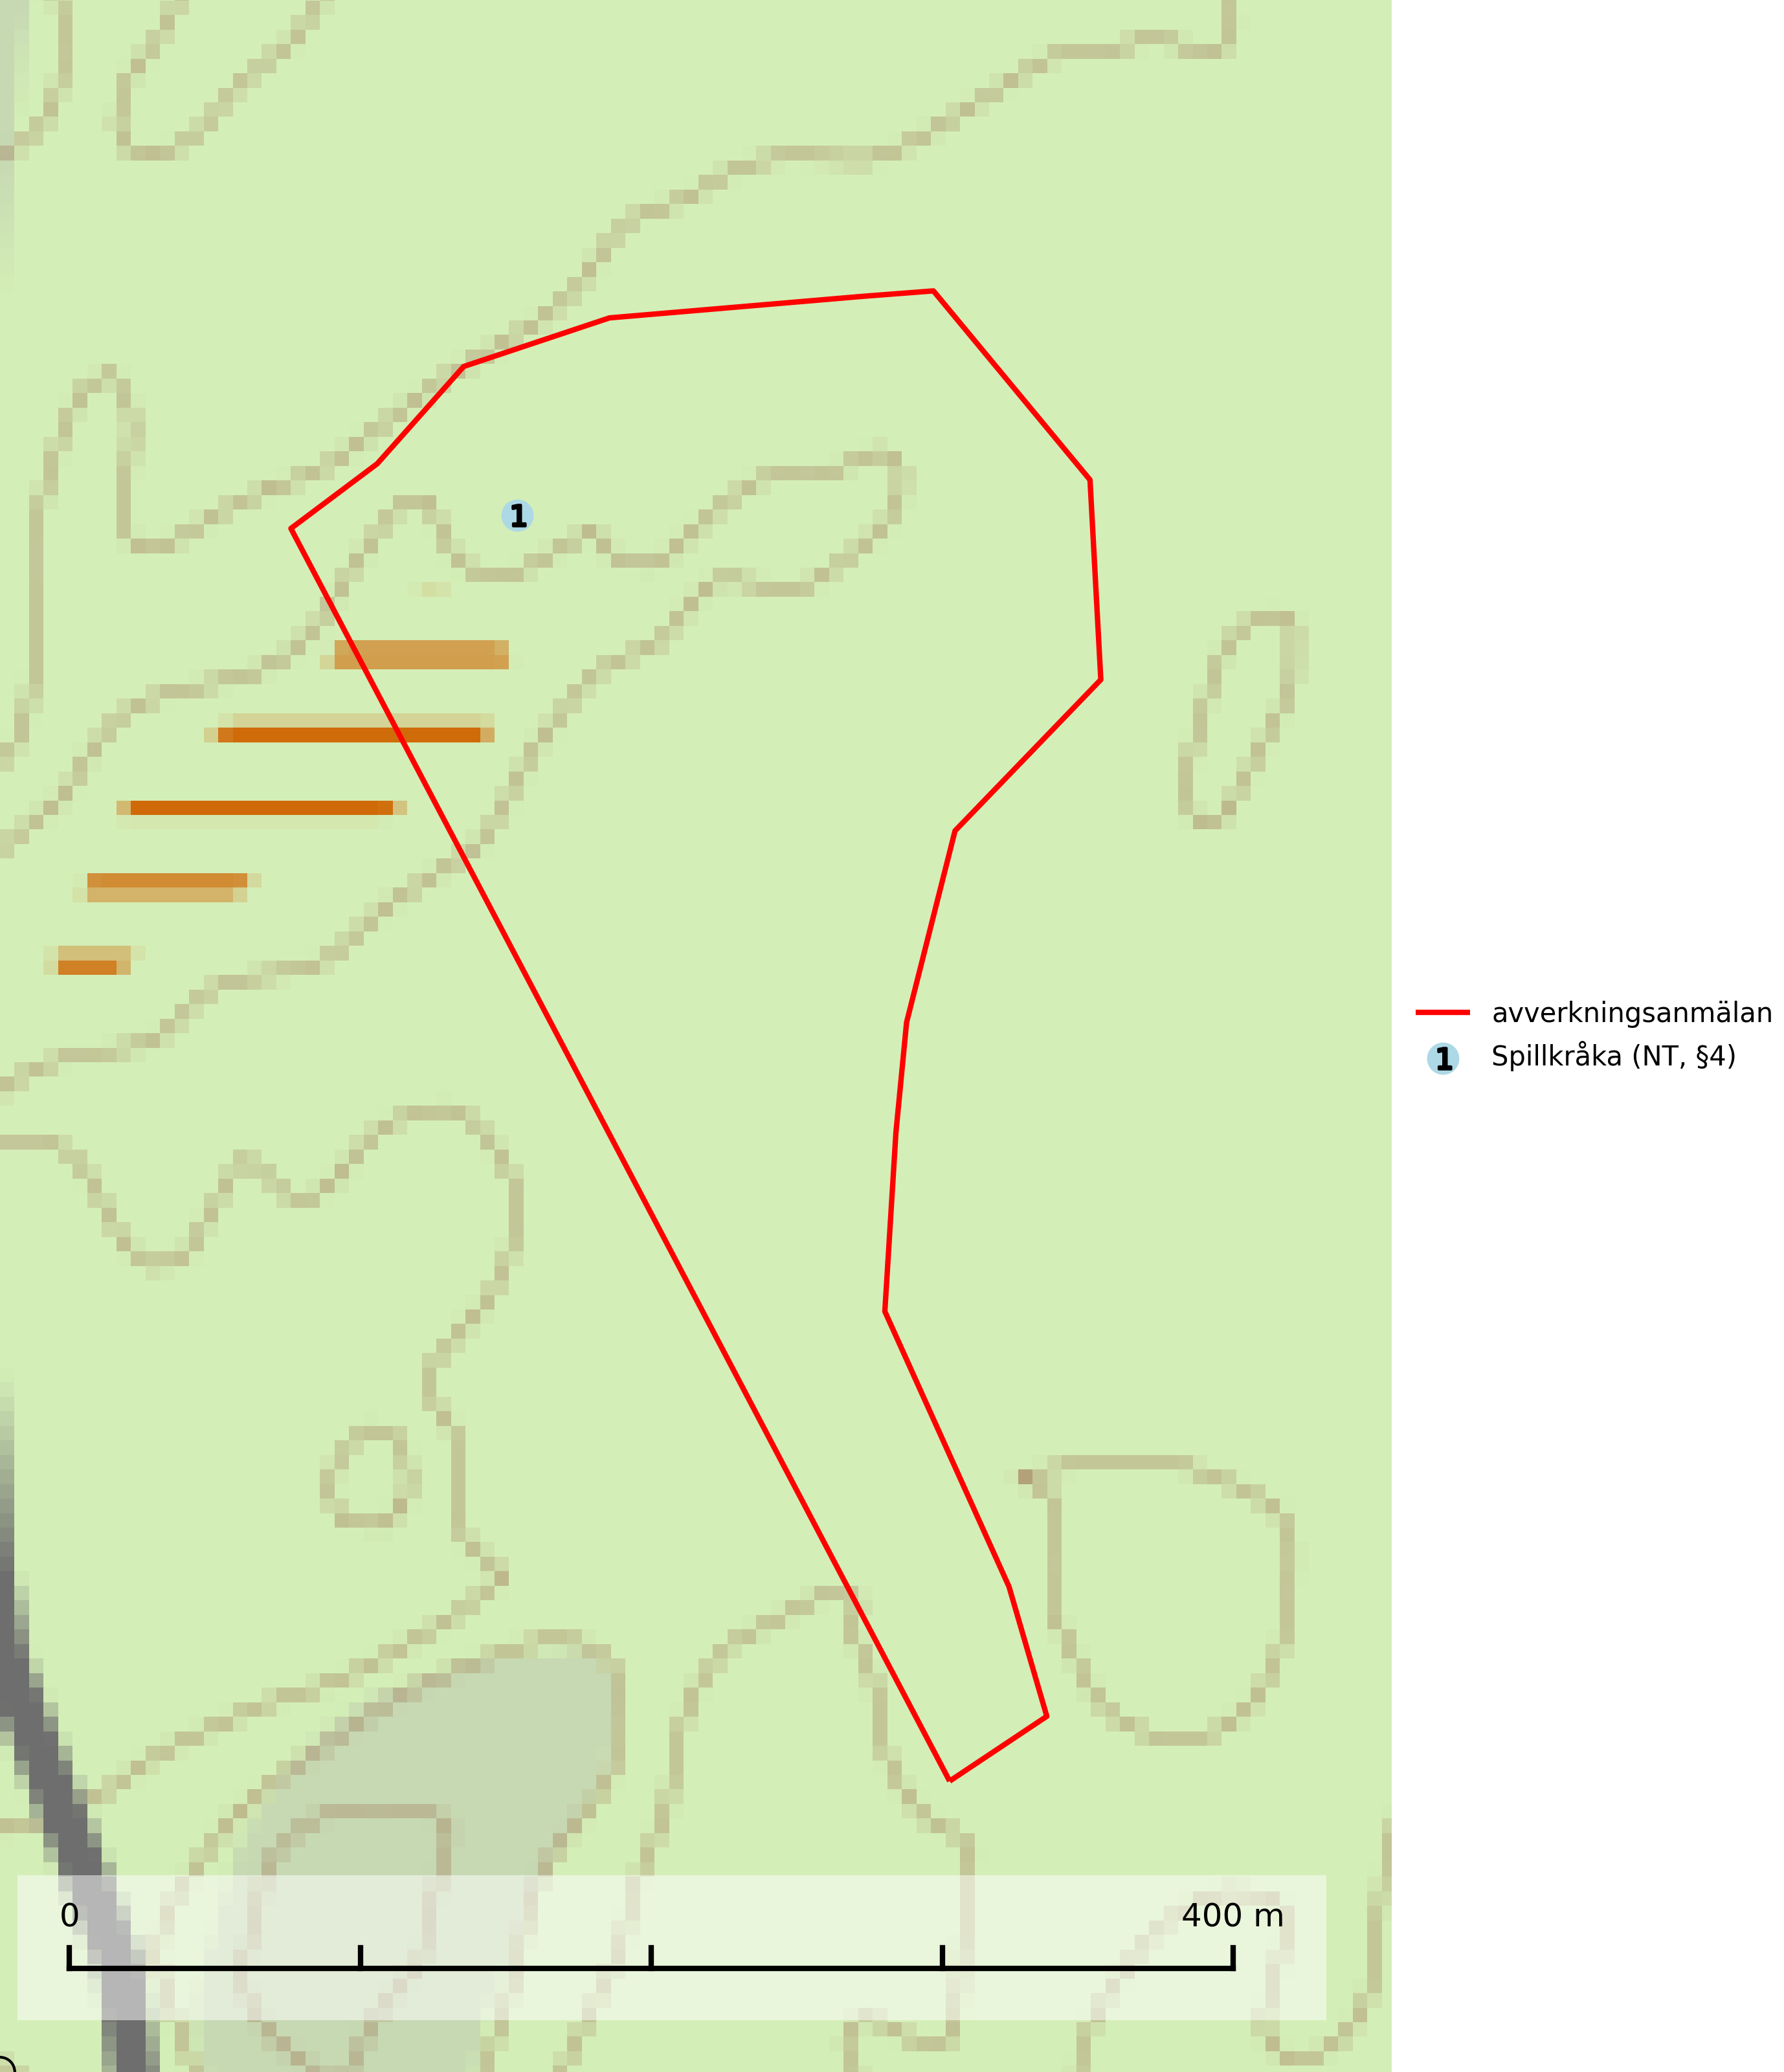 1
avverkningsanmälan
1 Spillkråka (NT, §4)
0 400 m